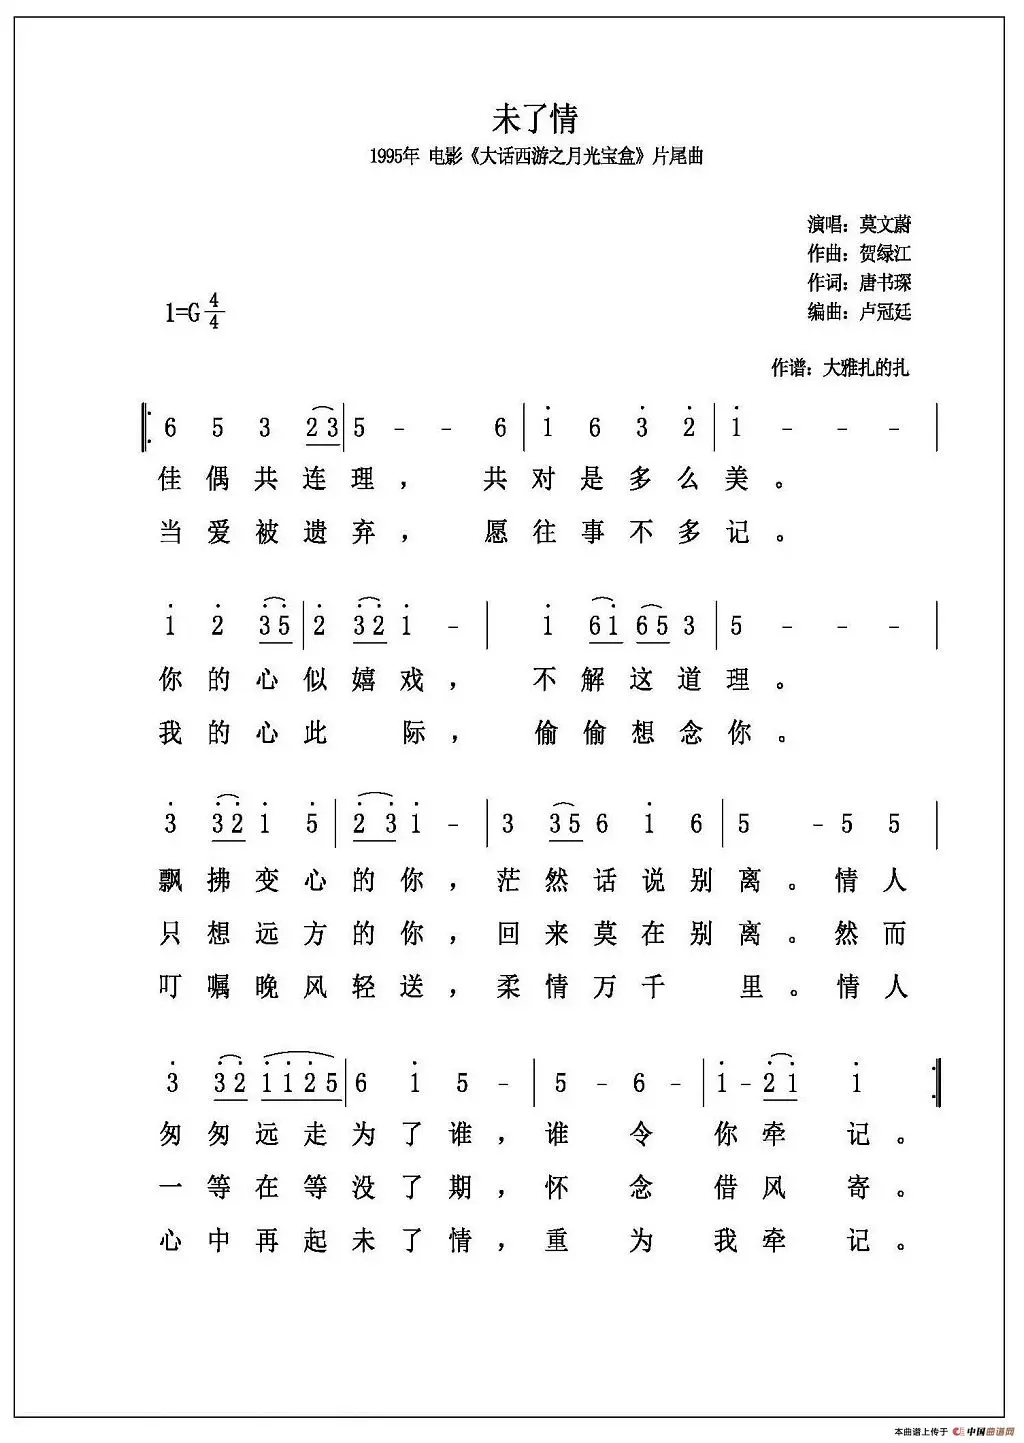 未了情
1995年 电影《大话西游之月光宝盒》片尾曲
演唱：莫文蔚
作曲：贺绿江
作词：唐书琛
编曲：卢冠廷
1=G 4/4
作谱：大雅扎的扎
6 5 3 2 3 | 5 - - 6 | 1 6 3 2 | 1 - - - |
佳偶共连理，共对是多么美。
当爱被遗弃，愿往事不多记。
1 2 3 5 | 2 3 2 1 - | 1 6 1 6 5 3 | 5 - - - |
你的心似嬉戏，不解这道理。
我的心此际，偷偷想念你。
3 3 2 1 5 | 2 3 1 - | 3 3 5 6 1 6 | 5 - 5 5 |
飘拂变心的你，茫然话说别离。情人
只想远方的你，回来莫在别离。然而
叮嘱晚风轻送，柔情万千里。情人
3 3 2 1 1 2 5 | 6 1 5 - | 5 - 6 - | 1 - 2 1 1
匆匆远走为了谁，谁令你牵记。
一等在等没了期，怀念借风寄。
心中再起未了情，重为我牵记。
本曲谱上传于 中国曲谱网